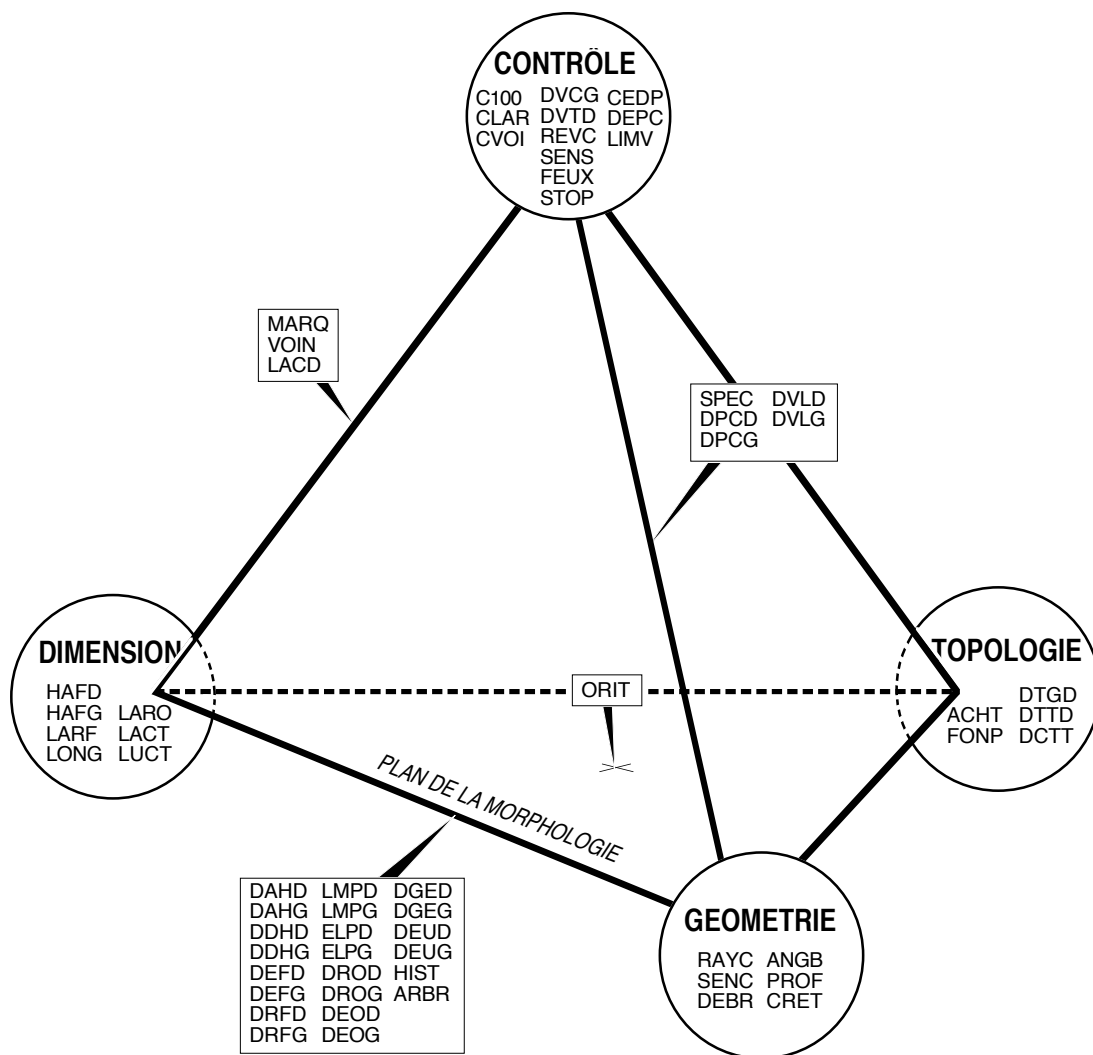 CONTRÔLE
C100 DVCG CEDP
CLAR DVTD DEPC
CVOI REVC LIMV
SENS
FEUX
STOP
MARQ
VOIN
LACD
SPEC DVLD
DPCD DVLG
DPCG
DIMENSION
HAFD
HAFG LARO
LARF LACT
LONG LUCT
ORIT
TOPOLOGIE
DTGD
ACHT DTTD
FONP DCTT
PLAN DE LA MORPHOLOGIE
DAHD LMPD DGED
DAHG LMPG DGEG
DDHD ELPD DEUD
DDHG ELPG DEUG
DEFD DROD HIST
DEFG DROG ARBR
DRFD DEOD
DRFG DEOG
GEOMETRIE
RAYC ANGB
SENC PROF
DEBR CRET